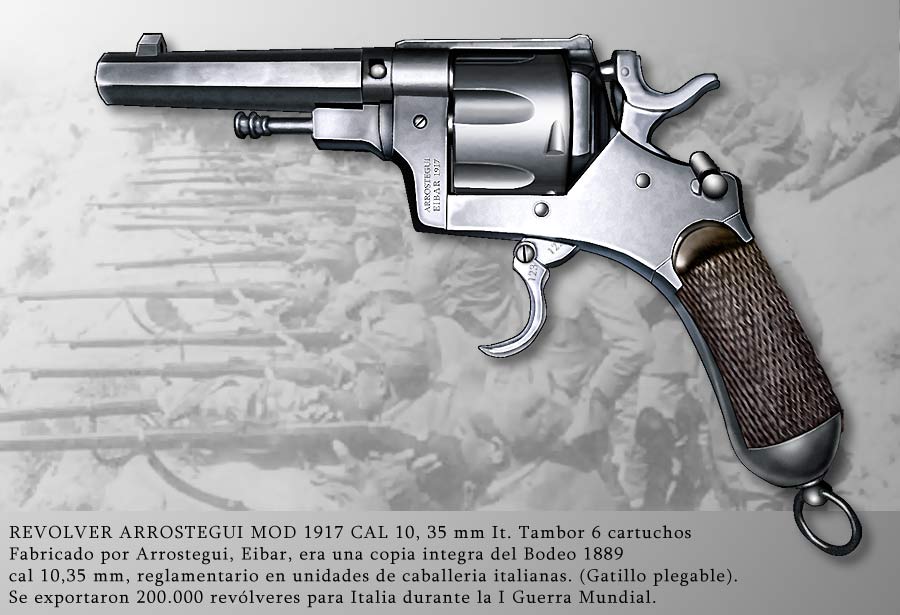 ARROSTEGUI
EIBAR 1917
123
123
REVOLVER ARROSTEGUI MOD 1917 CAL 10, 35 mm It. Tambor 6 cartuchos
Fabricado por Arrostegui, Eibar, era una copia integra del Bodeo 1889
cal 10,35 mm, reglamentario en unidades de caballeria italianas. (Gatillo plegable).
Se exportaron 200.000 revólveres para Italia durante la I Guerra Mundial.